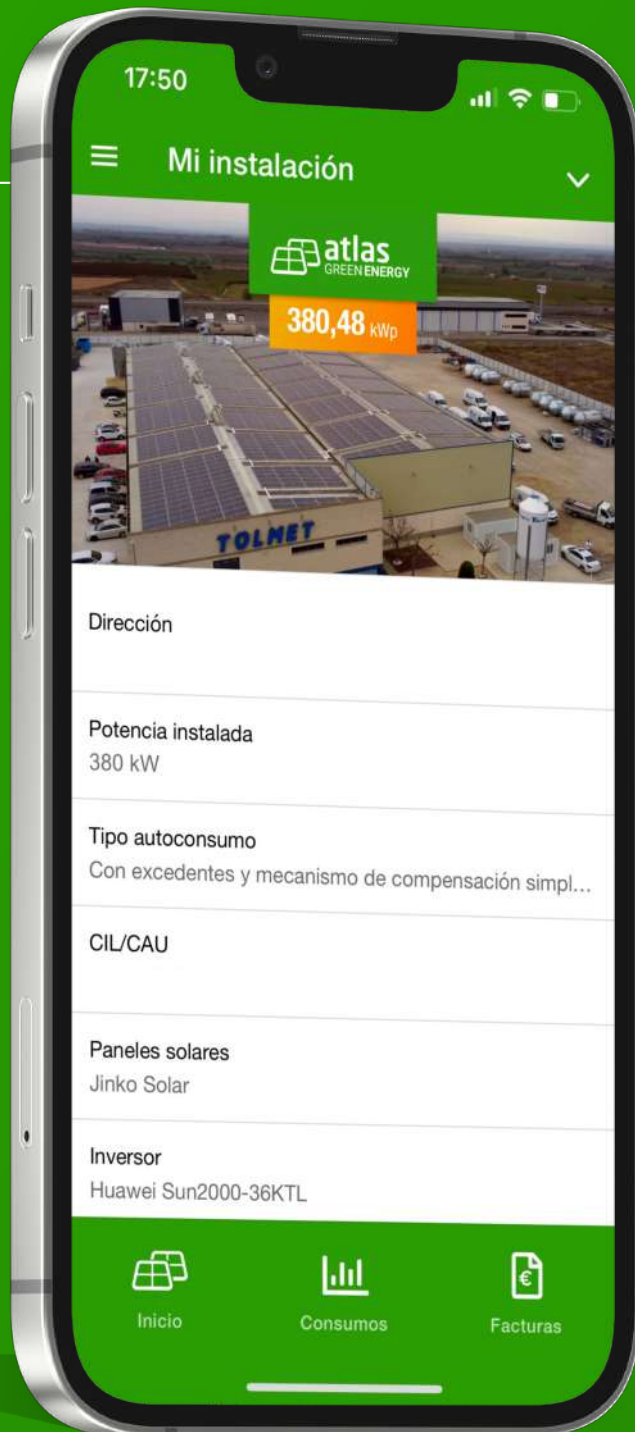 17:50
Mi instalación
atlas
GREEN ENERGY
380,48 kWp
TOLMET
Dirección
Potencia instalada
380 kW
Tipo autoconsumo
Con excedentes y mecanismo de compensación simpl...
CIL/CAU
Paneles solares
Jinko Solar
Inversor
Huawei Sun2000-36KTL
Inicio
Consumos
Facturas